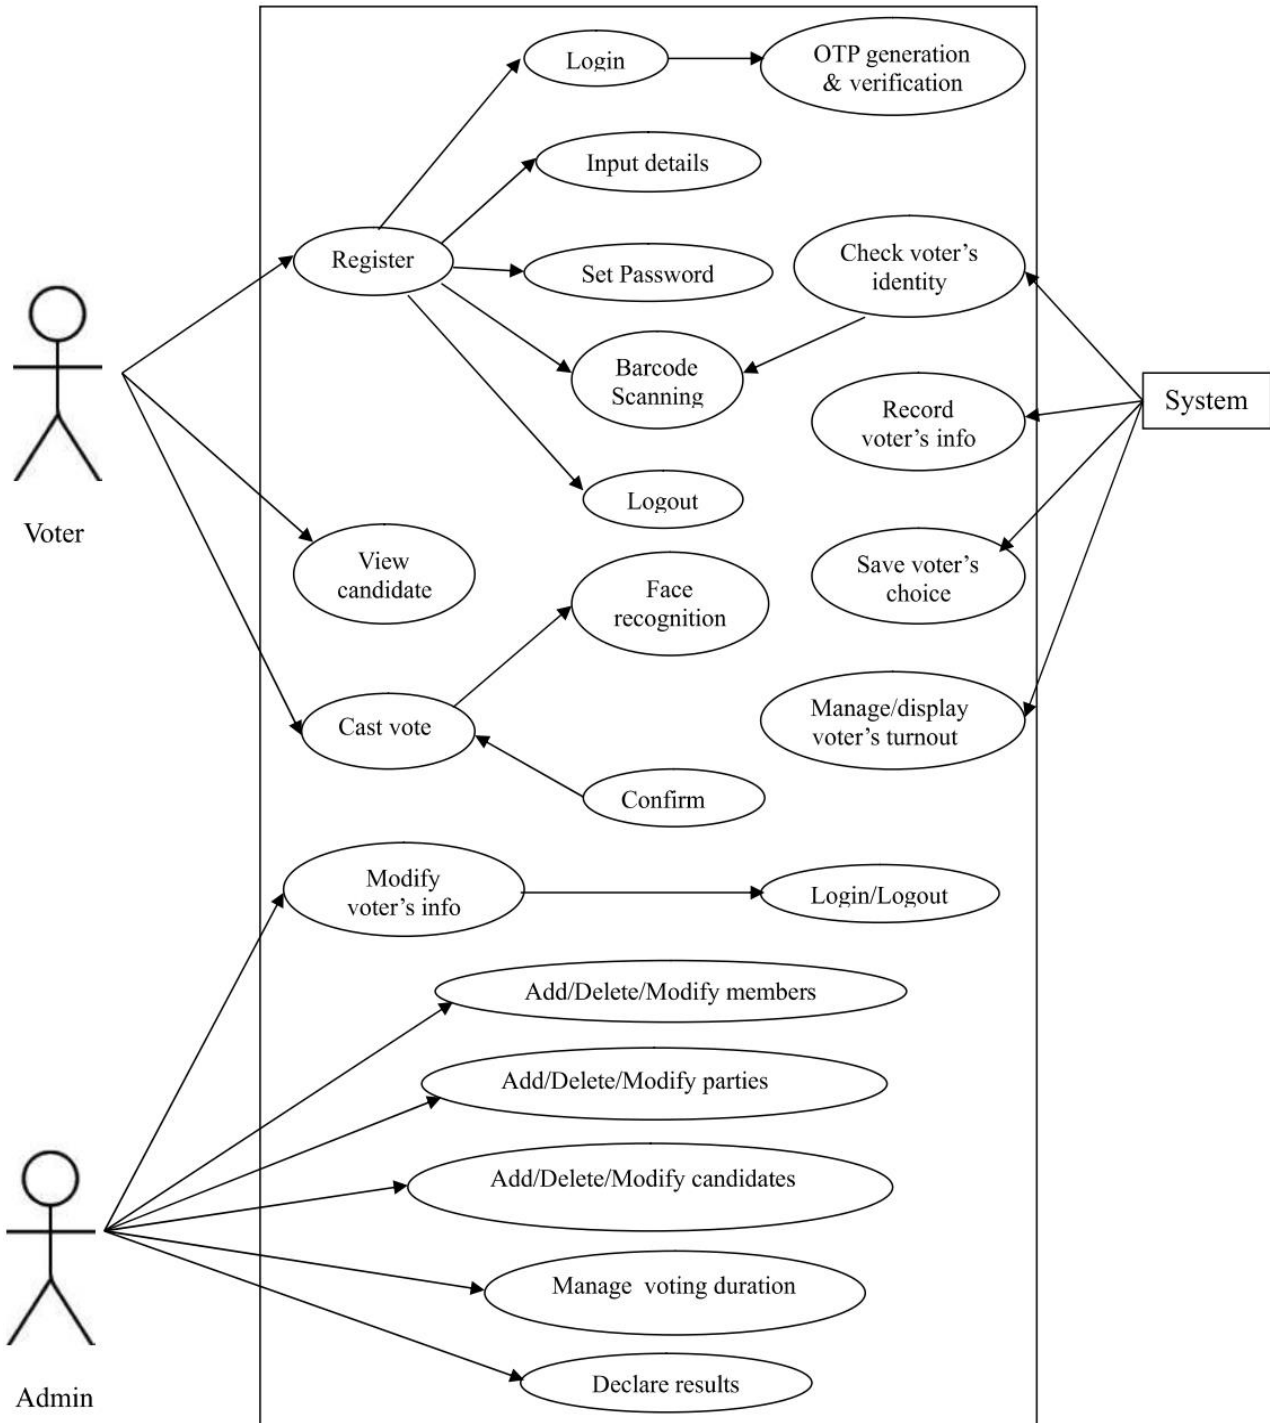 Login
OTP generation
& verification
Input details
Register
Set Password
Check voter's
identity
Barcode
Scanning
Record
voter's info
System
Logout
Voter
View
candidate
Face
recognition
Save voter's
choice
Cast vote
Manage/display
voter's turnout
Confirm
Modify
voter's info
Login/Logout
Add/Delete/Modify members
Add/Delete/Modify parties
Add/Delete/Modify candidates
Manage voting duration
Declare results
Admin